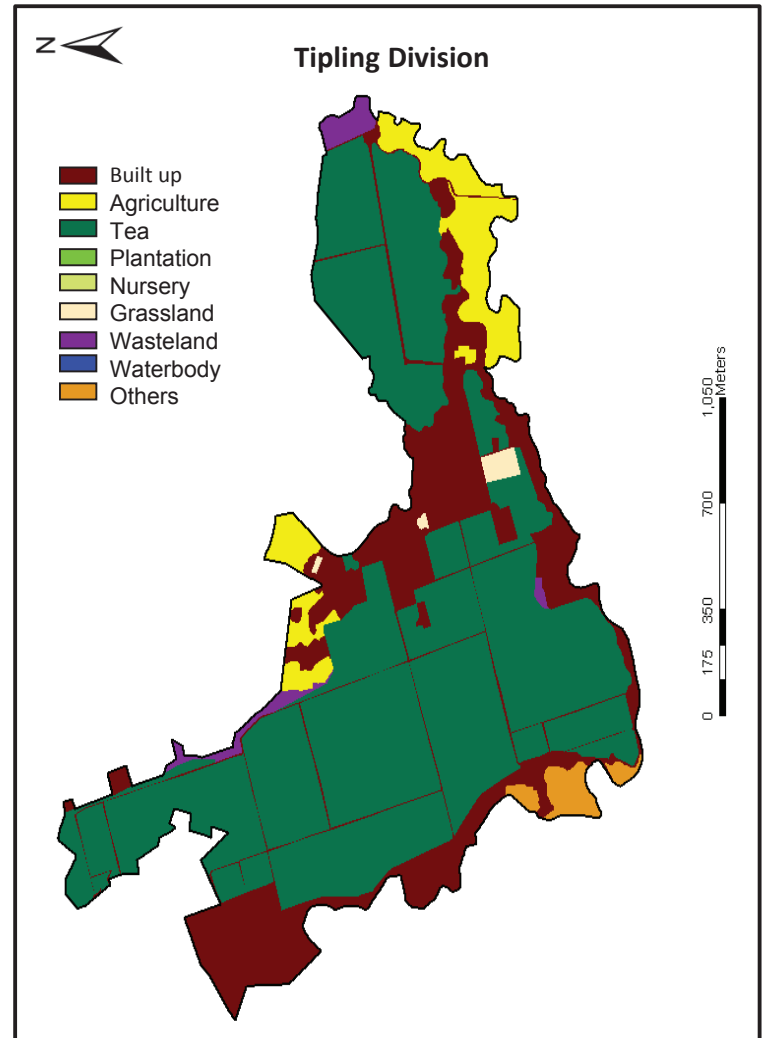 N
Tipling Division
Built up
Agriculture
Tea
Plantation
Nursery
Grassland
Wasteland
Waterbody
Others
0 175 350 700 1,050
Meters